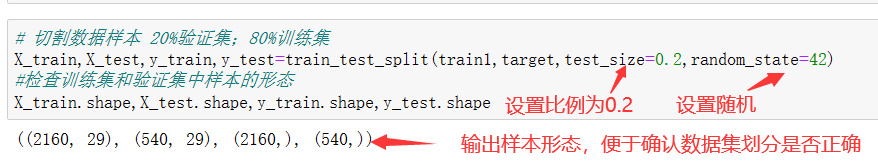 # 切割数据样本 20%验证集；80%训练集
X_train,X_test,y_train,y_test=train_test_split(train1,target,test_size=0.2,random_state=42)
#检查训练集和验证集中样本的形态
X_train.shape,X_test.shape,y_train.shape,y_test.shape
设置比例为0.2 设置随机
((2160, 29), (540, 29), (2160,), (540,))
输出样本形态，便于确认数据集划分是否正确